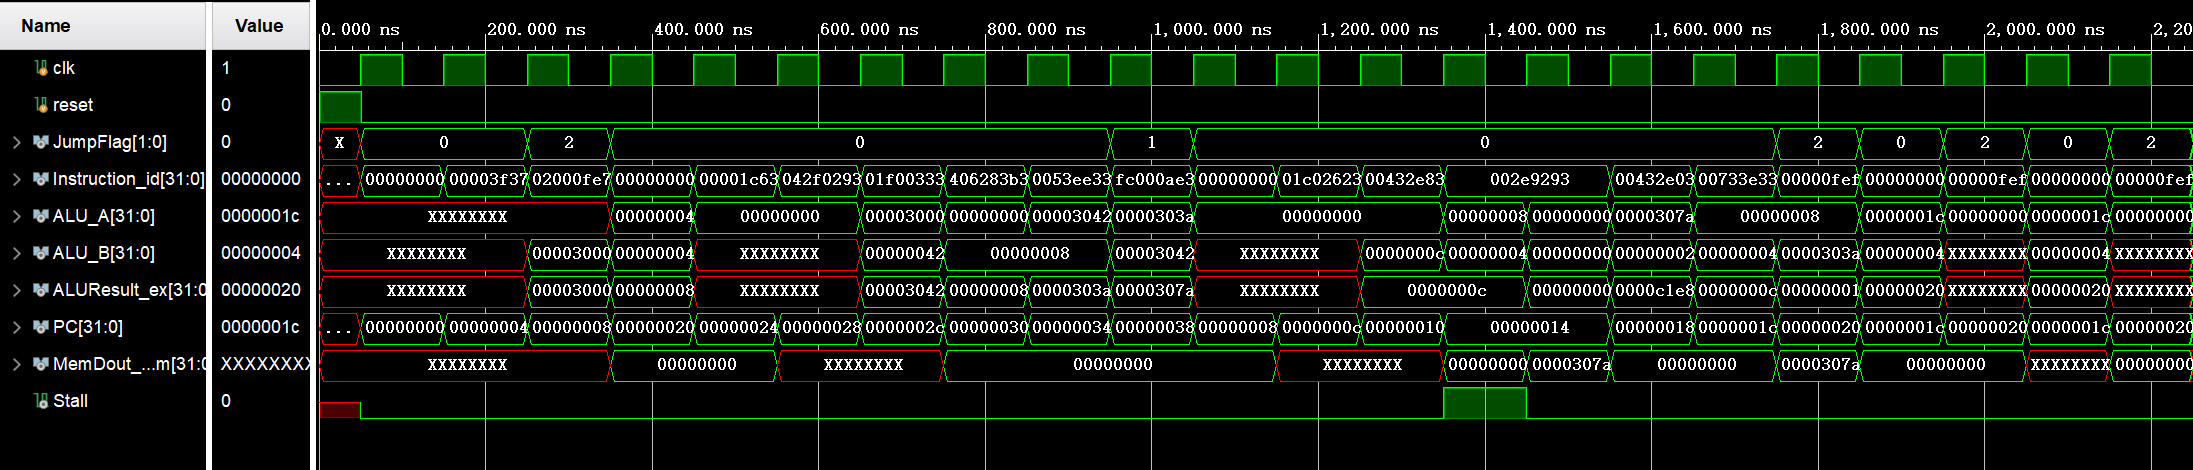 Name Value 0.000 ns 200.000 ns 400.000 ns 600.000 ns 800.000 ns 1,000.000 ns 1,200.000 ns 1,400.000 ns 1,600.000 ns 1,800.000 ns 2,000.000 ns 2,20
clk 1
reset 0
JumpFlag[1:0] 0 X 0 2 0 1 0 2 0 2 0 2
Instruction_id[31:0] 00000000 ... 00000000 00003f37 02000fe7 00000000 00001c63 042f0293 01f00333 406283b3 0053ee33 fc000ae3 00000000 01c02623 00432e83 002e9293 00432e03 00733e33 00000fef 00000000 00000fef 00000000 00000fef
ALU_A[31:0] 0000001c XXXXXXXX 00000004 00000000 00003000 00000000 00003042 0000303a 00000000 00000008 00000000 0000307a 00000008 0000001c 00000000 0000001c 00000000
ALU_B[31:0] 00000004 XXXXXXXX 00003000 00000004 XXXXXXXX 00000042 00000008 00003042 XXXXXXXX 0000000c 00000004 00000000 00000002 00000004 0000303a 00000004 XXXXXXXX 00000004 XXXXXXXX
ALUResult_ex[31:0 00000020 XXXXXXXX 00003000 00000008 XXXXXXXX 00003042 00000008 0000303a 0000307a XXXXXXXX 0000000c 00000000 0000c1e8 0000000c 00000001 00000020 XXXXXXXX 00000020 XXXXXXXX
PC[31:0] 0000001c ... 00000000 00000004 00000008 00000020 00000024 00000028 0000002c 00000030 00000034 00000038 00000008 0000000c 00000010 00000014 00000018 0000001c 00000020 0000001c 00000020 0000001c 00000020
MemDout_...m[31:0 XXXXXXXX XXXXXXXX 00000000 XXXXXXXX 00000000 XXXXXXXX 00000000 0000307a 00000000 0000307a 00000000 XXXXXXXX 00000000
Stall 0